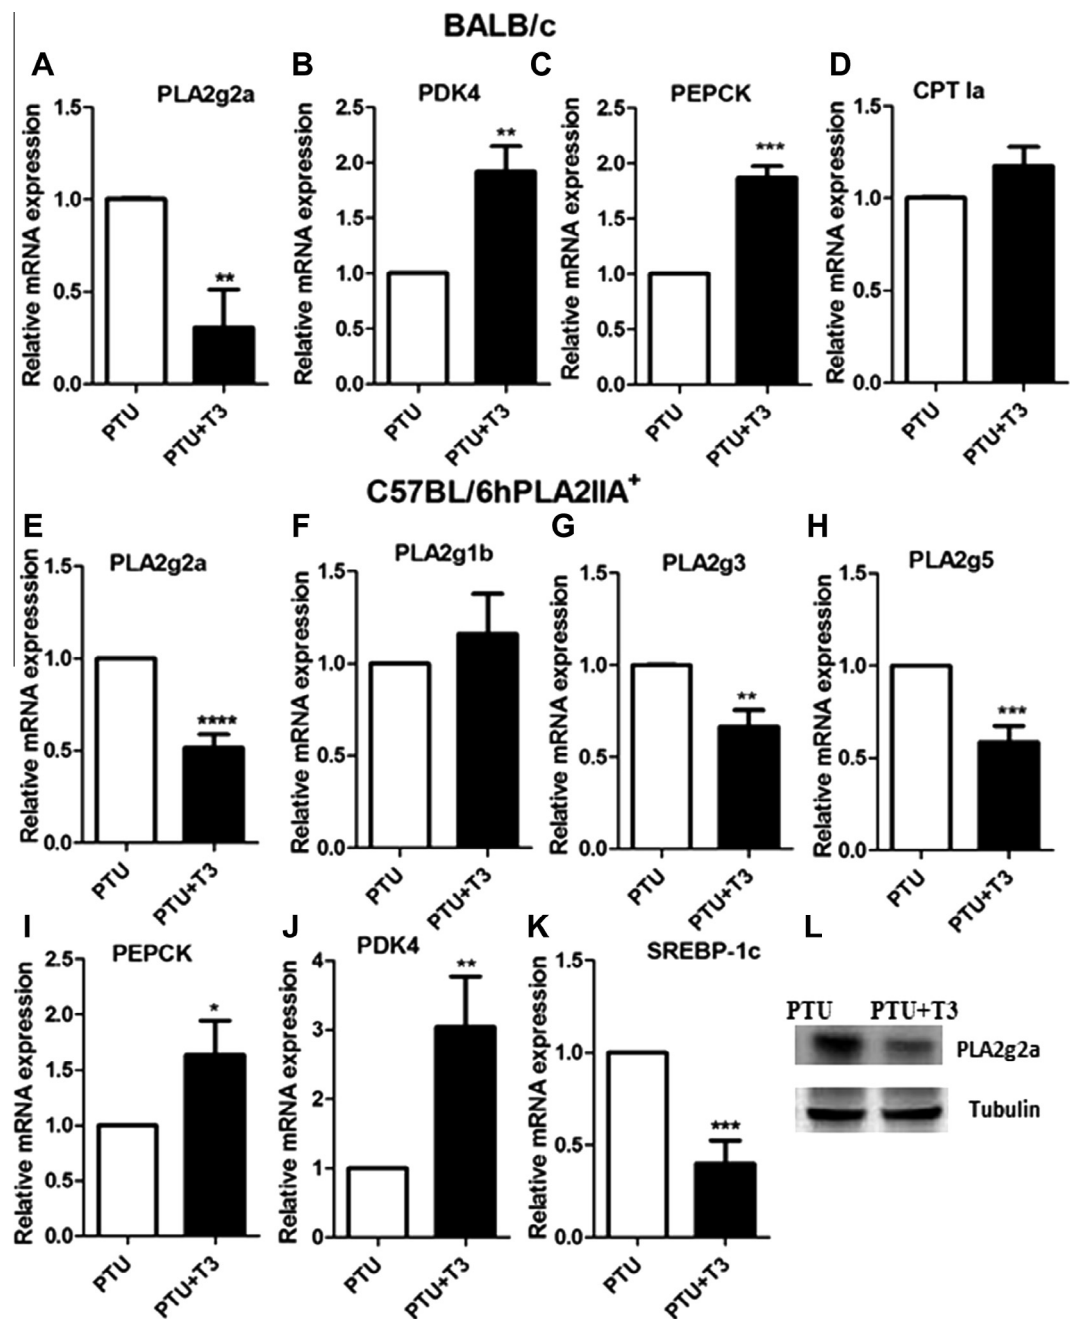 BALB/c
A
B
C
D
PLA2g2a
PDK4
PEPCK
CPT Ia
Relative mRNA expression
1.5
1.0
0.5
0.0
**
PTU
PTU+T3
Relative mRNA expression
2.5
2.0
1.5
1.0
0.5
0.0
**
PTU
PTU+T3
Relative mRNA expression
2.5
2.0
1.5
1.0
0.5
0.0
***
PTU
PTU+T3
Relative mRNA expression
1.5
1.0
0.5
0.0
PTU
PTU+T3
C57BL/6hPLA2IIA+
E
F
G
H
PLA2g2a
PLA2g1b
PLA2g3
PLA2g5
Relative mRNA expresssion
1.5
1.0
0.5
0.0
****
PTU
PTU+T3
Relative mRNA expression
1.5
1.0
0.5
0.0
PTU
PTU+T3
Relative mRNA expression
1.5
1.0
0.5
0.0
**
PTU
PTU+T3
Relative mRNA expression
1.5
1.0
0.5
0.0
***
PTU
PTU+T3
I
J
K
L
PEPCK
PDK4
SREBP-1c
Relative mRNA expression
2.5
2.0
1.5
1.0
0.5
0.0
*
PTU
PTU+T3
Relative mRNA expression
4
3
2
1
0
**
PTU
PTU+T3
Relative mRNA expression
1.5
1.0
0.5
0.0
***
PTU
PTU+T3
PTU PTU+T3
PLA2g2a
Tubulin